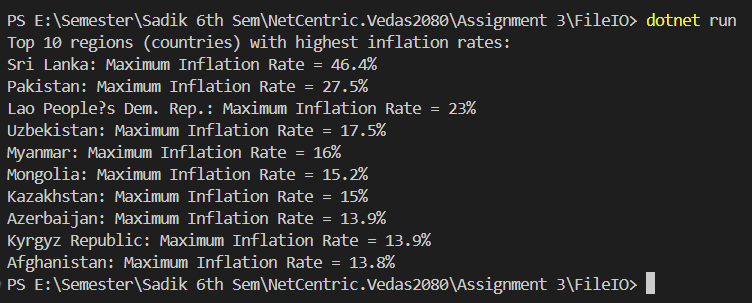 PS E:\Semester\Sadik 6th Sem\NetCentric.Vedas2080\Assignment 3\FileIO> dotnet run
Top 10 regions (countries) with highest inflation rates:
Sri Lanka: Maximum Inflation Rate = 46.4%
Pakistan: Maximum Inflation Rate = 27.5%
Lao People?s Dem. Rep.: Maximum Inflation Rate = 23%
Uzbekistan: Maximum Inflation Rate = 17.5%
Myanmar: Maximum Inflation Rate = 16%
Mongolia: Maximum Inflation Rate = 15.2%
Kazakhstan: Maximum Inflation Rate = 15%
Azerbaijan: Maximum Inflation Rate = 13.9%
Kyrgyz Republic: Maximum Inflation Rate = 13.9%
Afghanistan: Maximum Inflation Rate = 13.8%
PS E:\Semester\Sadik 6th Sem\NetCentric.Vedas2080\Assignment 3\FileIO>